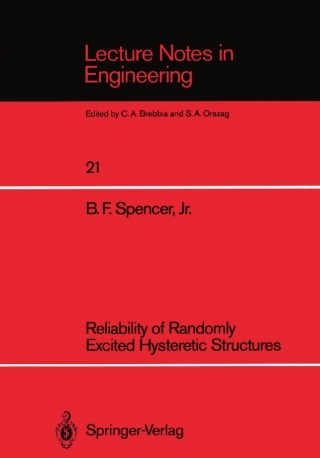 Lecture Notes in
Engineering
Edited by C. A. Brebbia and S. A. Orszag
21
B. F. Spencer, Jr.
Reliability of Randomly
Excited Hysteretic Structures
Springer-Verlag